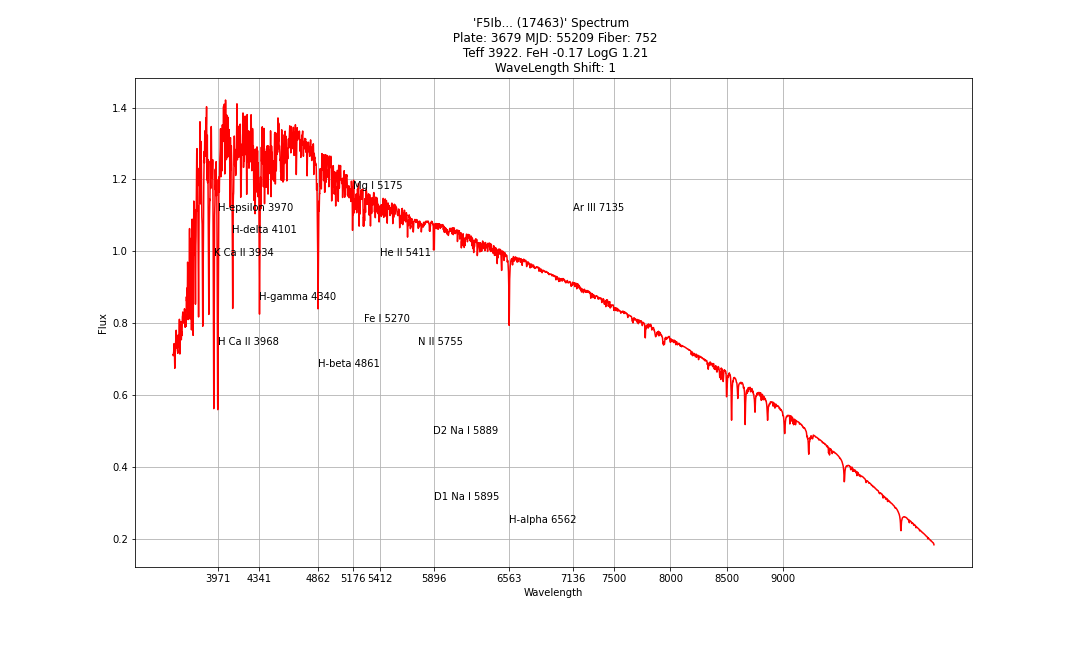 'F5Ib... (17463)' Spectrum
Plate: 3679 MJD: 55209 Fiber: 752
Teff 3922. FeH -0.17 LogG 1.21
WaveLength Shift: 1
1.4
1.2
1.0
0.8
0.6
0.4
0.2
Flux
Mg I 5175
H-epsilon 3970
Ar III 7135
H-delta 4101
K Ca II 3934
He II 5411
H-gamma 4340
Fe I 5270
H Ca II 3968
N II 5755
H-beta 4861
D2 Na I 5889
D1 Na I 5895
H-alpha 6562
3971 4341 4862 5176 5412 5896 6563 7136 7500 8000 8500 9000
Wavelength